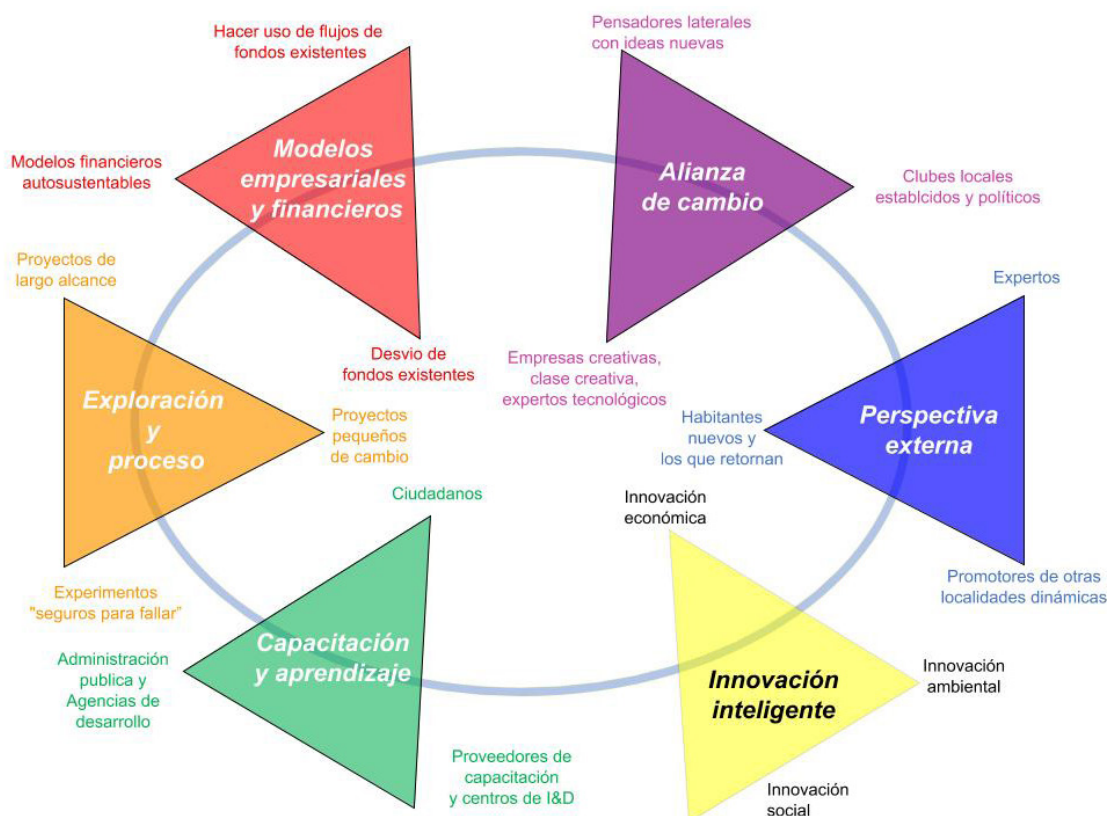 Hacer uso de flujos de
fondos existentes
Modelos financieros
autosustentables
Modelos
empresariales
y financieros
Desvio de
fondos existentes
Pensadores laterales
con ideas nuevas
Alianza
de cambio
Clubes locales
establcidos y políticos
Empresas creativas,
clase creativa,
expertos tecnológicos
Expertos
Perspectiva
externa
Habitantes
nuevos y
los que retornan
Promotores de otras
localidades dinámicas
Proyectos de
largo alcance
Exploración
y
proceso
Proyectos
pequeños
de cambio
Experimentos
"seguros para fallar”
Ciudadanos
Capacitación
y aprendizaje
Administración
publica y
Agencias de
desarrollo
Proveedores de
capacitación
y centros de I&D
Innovación
económica
Innovación
inteligente
Innovación
ambiental
Innovación
social